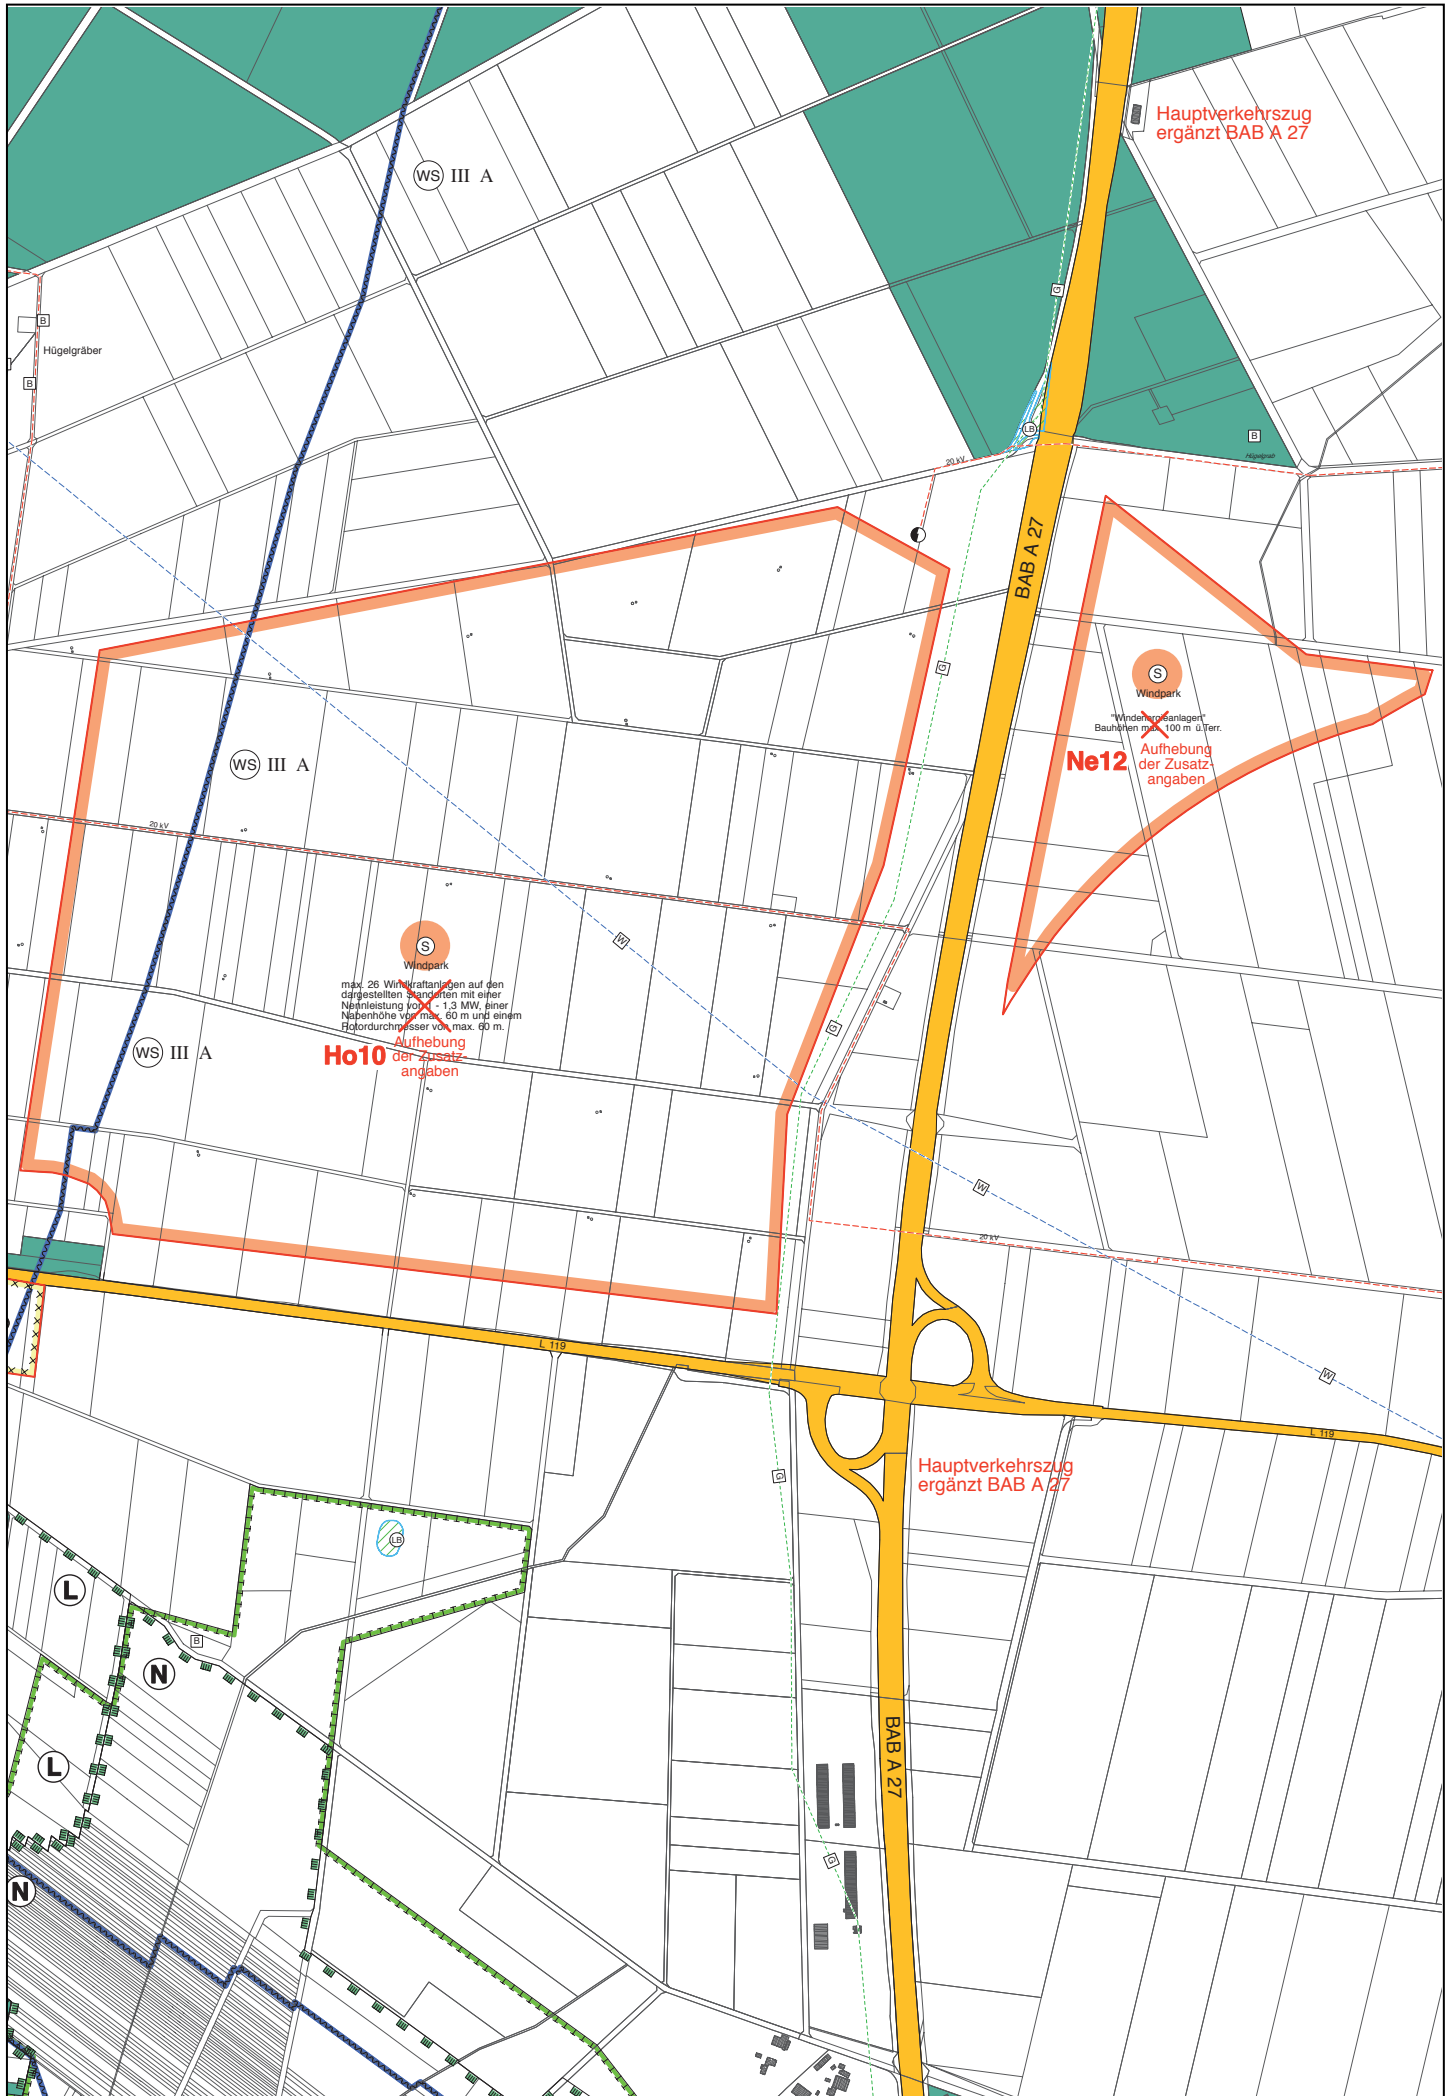 Hauptverkehrszug
ergänzt BAB A 27
WS III A
G
B
Hügelgräber
B
LB
B
Hügelgrab
20 kV
BAB A 27
G
S
Windpark
"Windenergieanlagen"
Bauhöhen max. 100 m ü.Terr.
Ne12
Aufhebung
der Zusatz-
angaben
WS III A
20 kV
W
S
Windpark
max. 26 Windkraftanlagen auf den
dargestellten Standorten mit einer
Nennleistung von 1 - 1,3 MW, einer
Nabenhöhe von max. 60 m und einem
Rotordurchmesser von max. 60 m.
Ho10
Aufhebung
der Zusatz-
angaben
G
WS III A
W
20 kV
L 119
W
L 119
Hauptverkehrszug
ergänzt BAB A 27
G
LB
L
B
N
BAB A 27
L
G
N